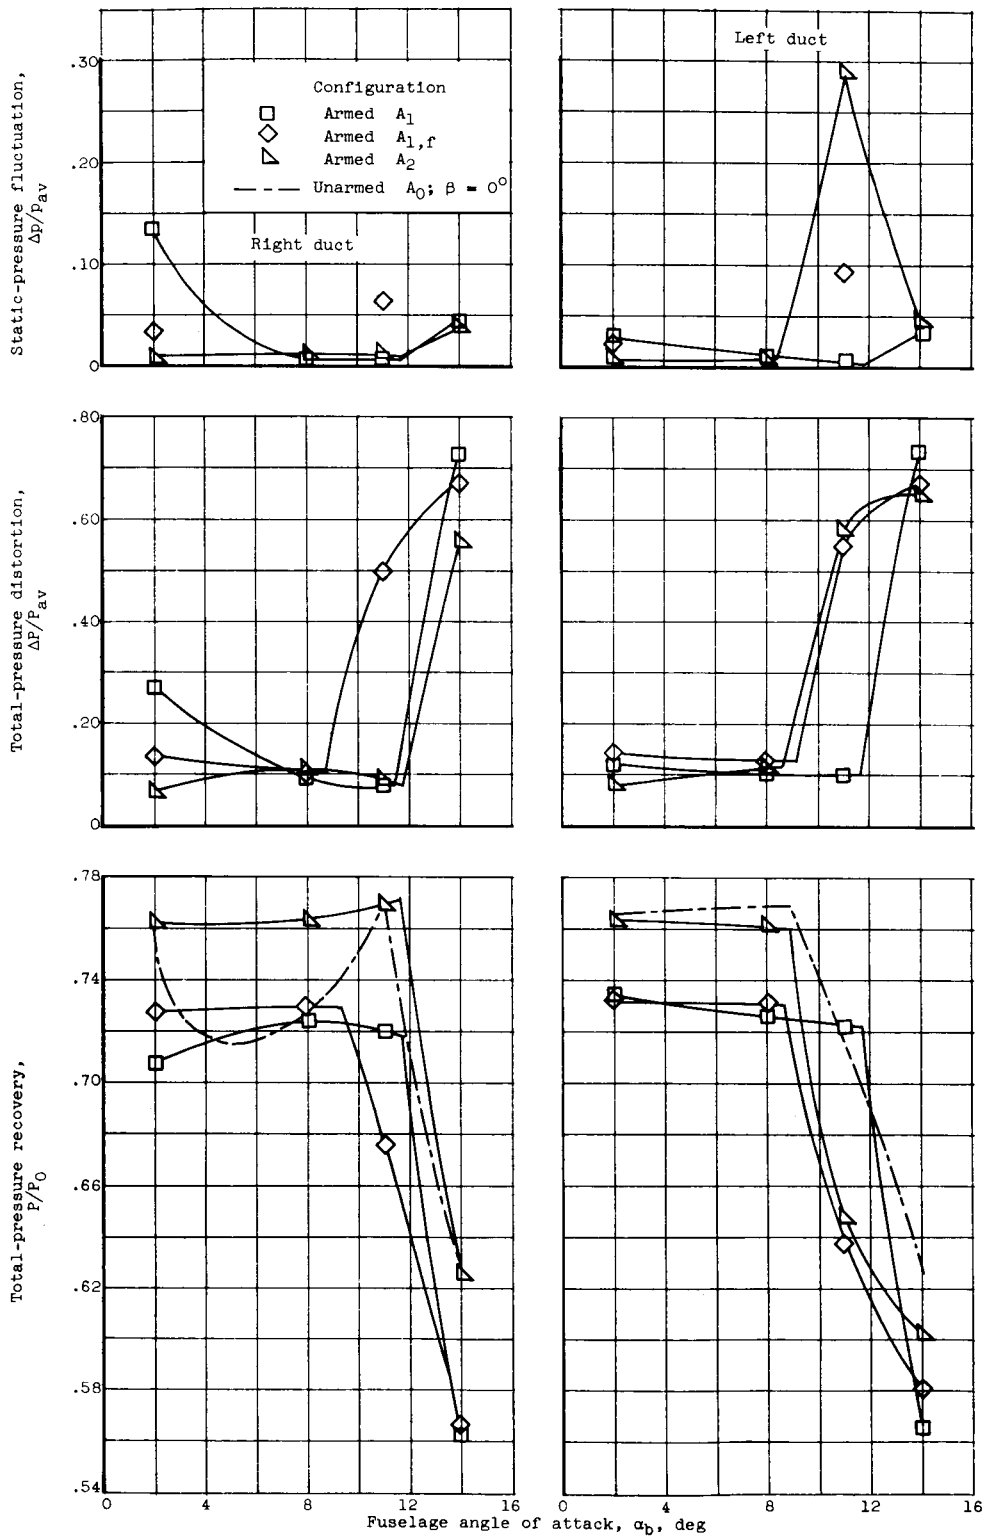 Left duct
.30
.20
.10
0
Static-pressure fluctuation,
Δp/pav
Configuration
Armed A1
Armed A1,f
Armed A2
Unarmed A0; β = 0°
Right duct
.80
.60
.40
.20
0
Total-pressure distortion,
ΔP/Pav
.78
.74
.70
.66
.62
.58
.54
Total-pressure recovery,
P/P0
0 4 8 12 16 0 4 8 12 16
Fuselage angle of attack, αb, deg